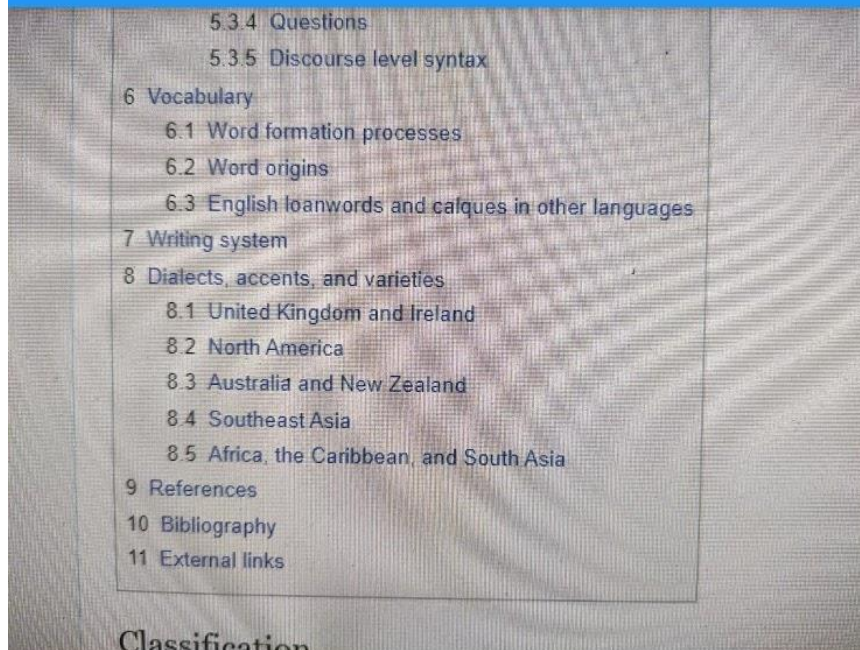 5.3.4 Questions
5.3.5 Discourse level syntax
6 Vocabulary
6.1 Word formation processes
6.2 Word origins
6.3 English loanwords and calques in other languages
7 Writing system
8 Dialects, accents, and varieties
8.1 United Kingdom and Ireland
8.2 North America
8.3 Australia and New Zealand
8.4 Southeast Asia
8.5 Africa, the Caribbean, and South Asia
9 References
10 Bibliography
11 External links
Classification